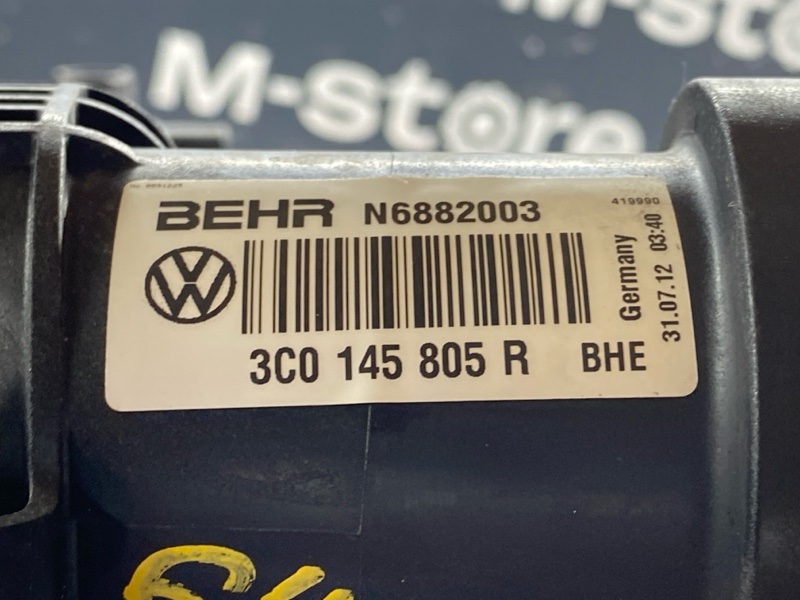 M-store
BEHR N6882003
419990
3C0 145 805 R BHE
Germany
31.07.12 03:40